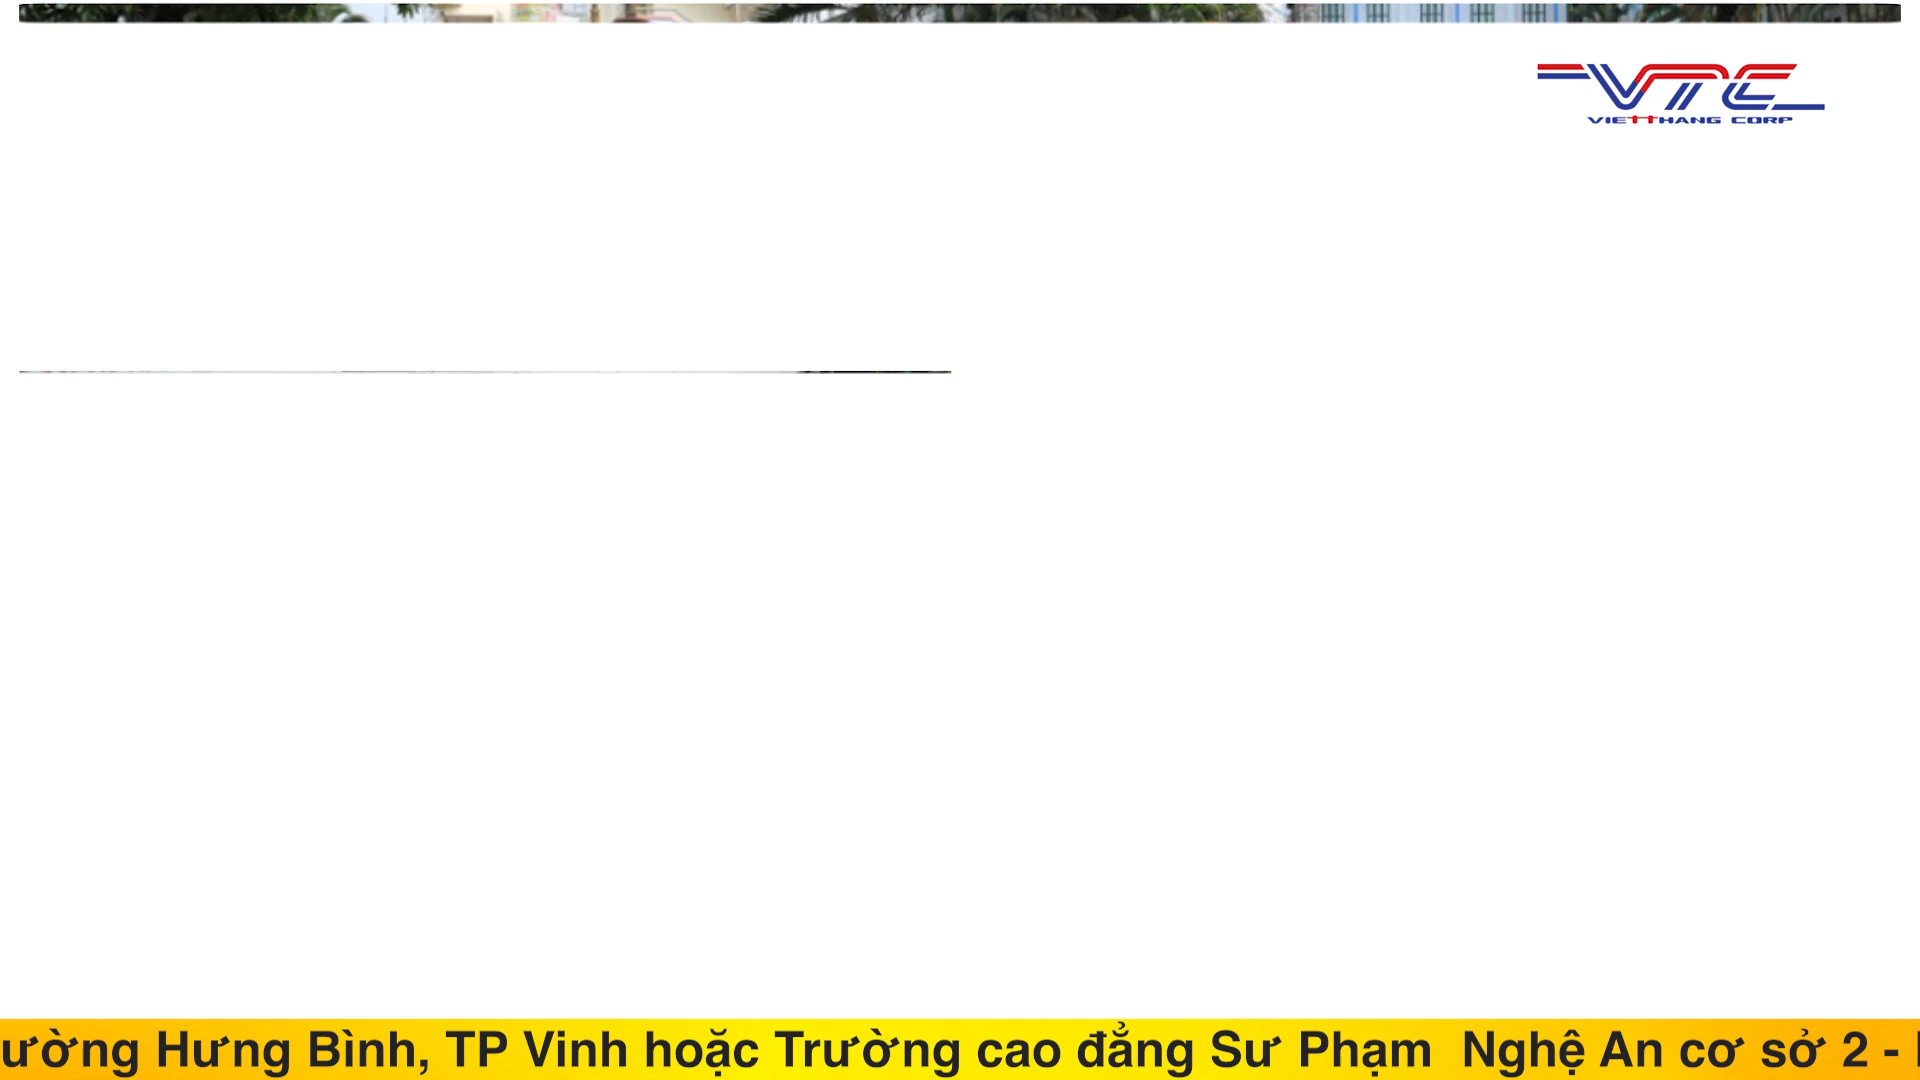 VTC
VIETTHANG CORP
ường Hưng Bình, TP Vinh hoặc Trường cao đẳng Sư Phạm Nghệ An cơ sở 2 -